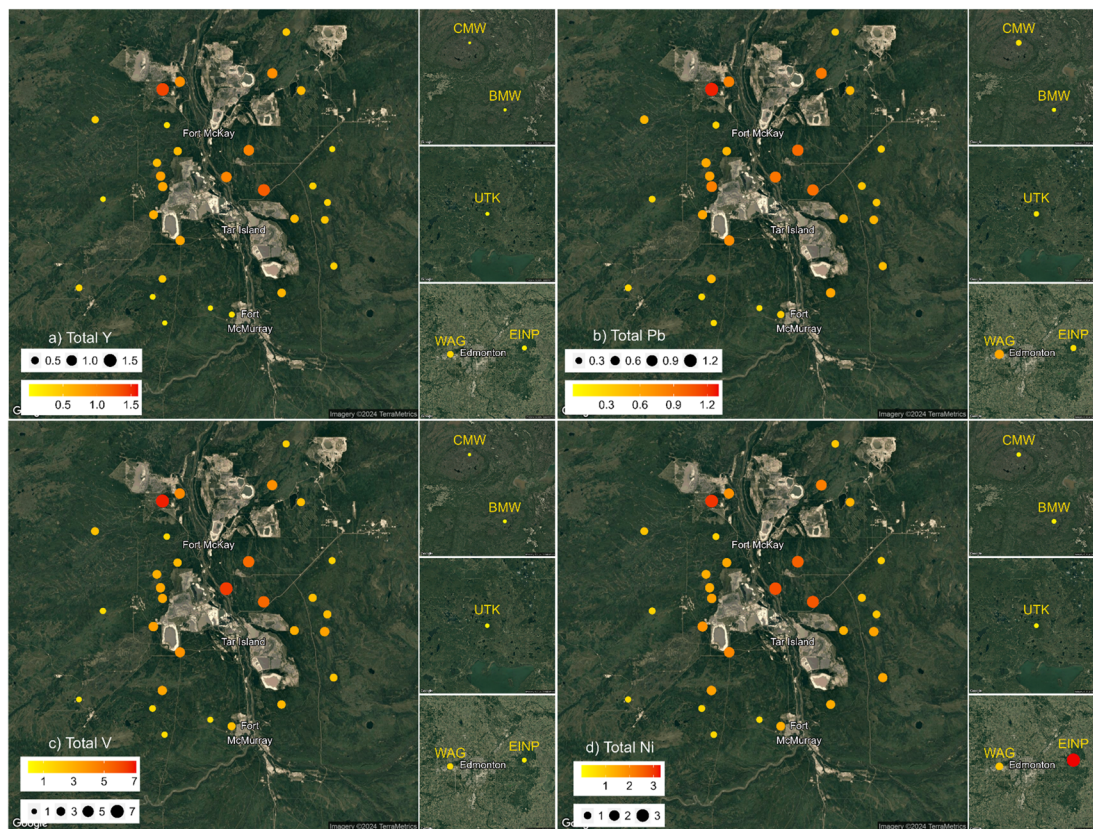 CMW
BMW
Fort McKay
UTK
Tar Island
Fort
McMurray
a) Total Y
0.5 1.0 1.5
0.5 1.0 1.5
WAG
Edmonton
EINP
Google
Imagery ©2024 TerraMetrics
CMW
BMW
Fort McKay
UTK
Tar Island
Fort
McMurray
b) Total Pb
0.3 0.6 0.9 1.2
0.3 0.6 0.9 1.2
WAG
Edmonton
EINP
Google
Imagery ©2024 TerraMetrics
CMW
BMW
Fort McKay
UTK
Tar Island
Fort
McMurray
c) Total V
1 3 5 7
1 3 5 7
WAG
Edmonton
EINP
Google
Imagery ©2024 TerraMetrics
CMW
BMW
Fort McKay
UTK
Tar Island
Fort
McMurray
d) Total Ni
1 2 3
1 2 3
WAG
Edmonton
EINP
Google
Imagery ©2024 TerraMetrics